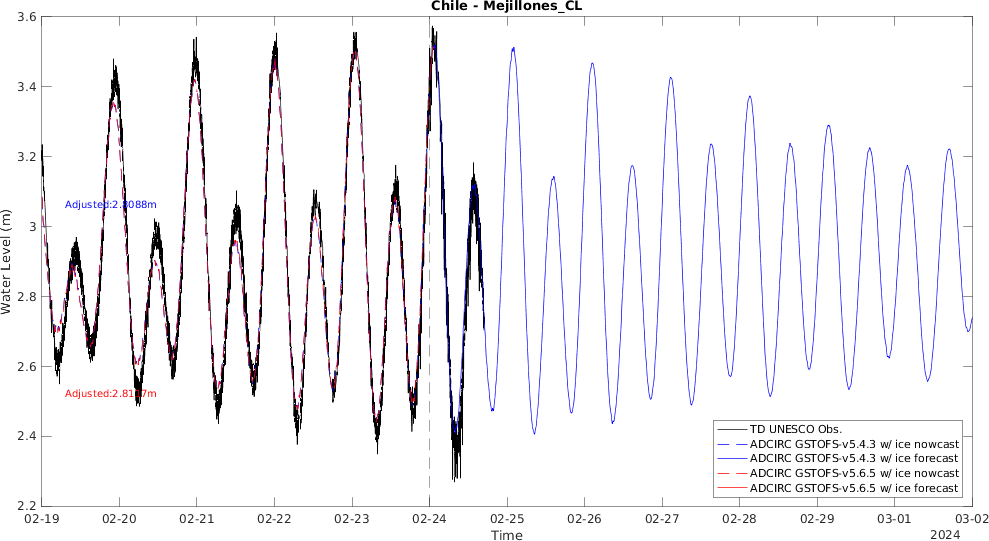 Chile - Mejillones_CL
3.6
3.4
3.2
3
2.8
2.6
2.4
2.2
Water Level (m)
Adjusted:2.8088m
TD UNESCO Obs.
ADCIRC GSTOFS-v5.4.3 w/ ice nowcast
ADCIRC GSTOFS-v5.4.3 w/ ice forecast
ADCIRC GSTOFS-v5.6.5 w/ ice nowcast
ADCIRC GSTOFS-v5.6.5 w/ ice forecast
02-19 02-20 02-21 02-22 02-23 02-24 02-25 02-26 02-27 02-28 02-29 03-01 03-02
Time
2024